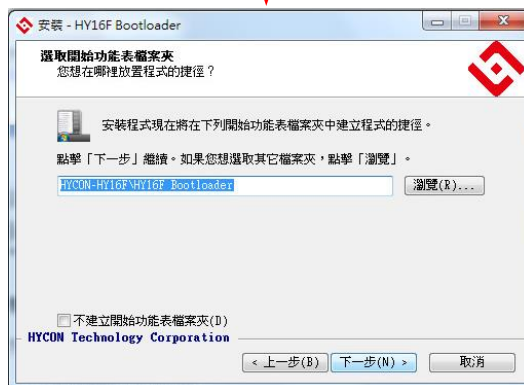 安裝 - HY16F Bootloader
選取開始功能表檔案夾
您想在哪裡放置程式的捷徑？
安裝程式現在將在下列開始功能表檔案夾中建立程式的捷徑。
點擊「下一步」繼續。如果您想選取其它檔案夾，點擊「瀏覽」。
HYCON-HY16F\HY16F Bootloader
瀏覽(R)...
不建立開始功能表檔案夾(D)
HYCON Technology Corporation
< 上一步(B)
下一步(N) >
取消